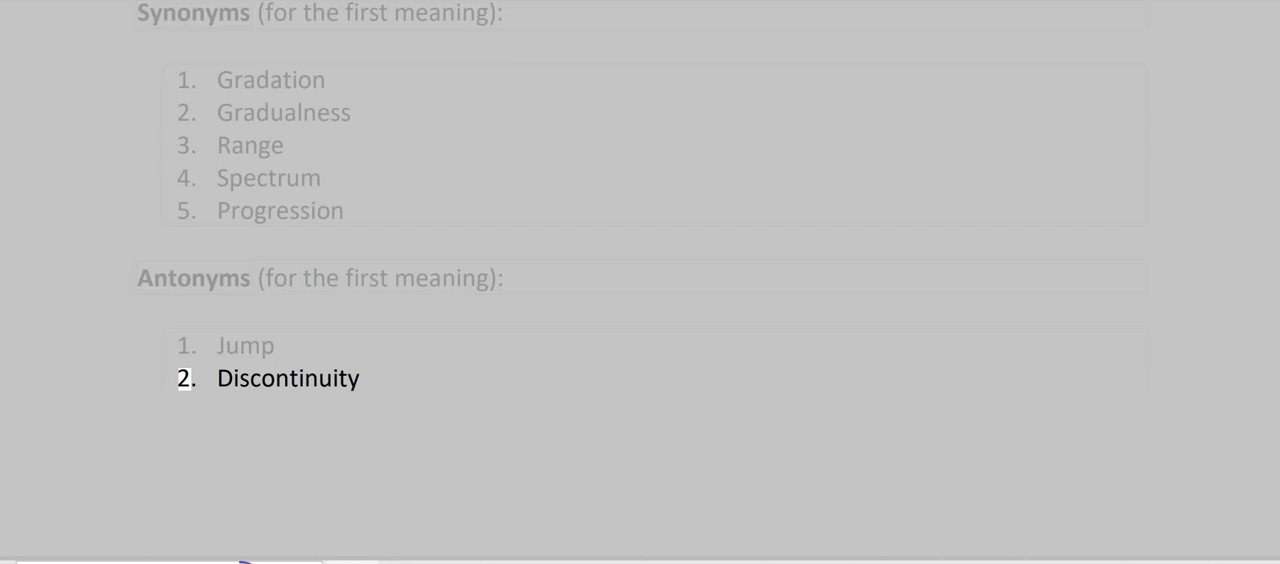 Synonyms (for the first meaning):
1. Gradation
2. Gradualness
3. Range
4. Spectrum
5. Progression
Antonyms (for the first meaning):
1. Jump
2. Discontinuity